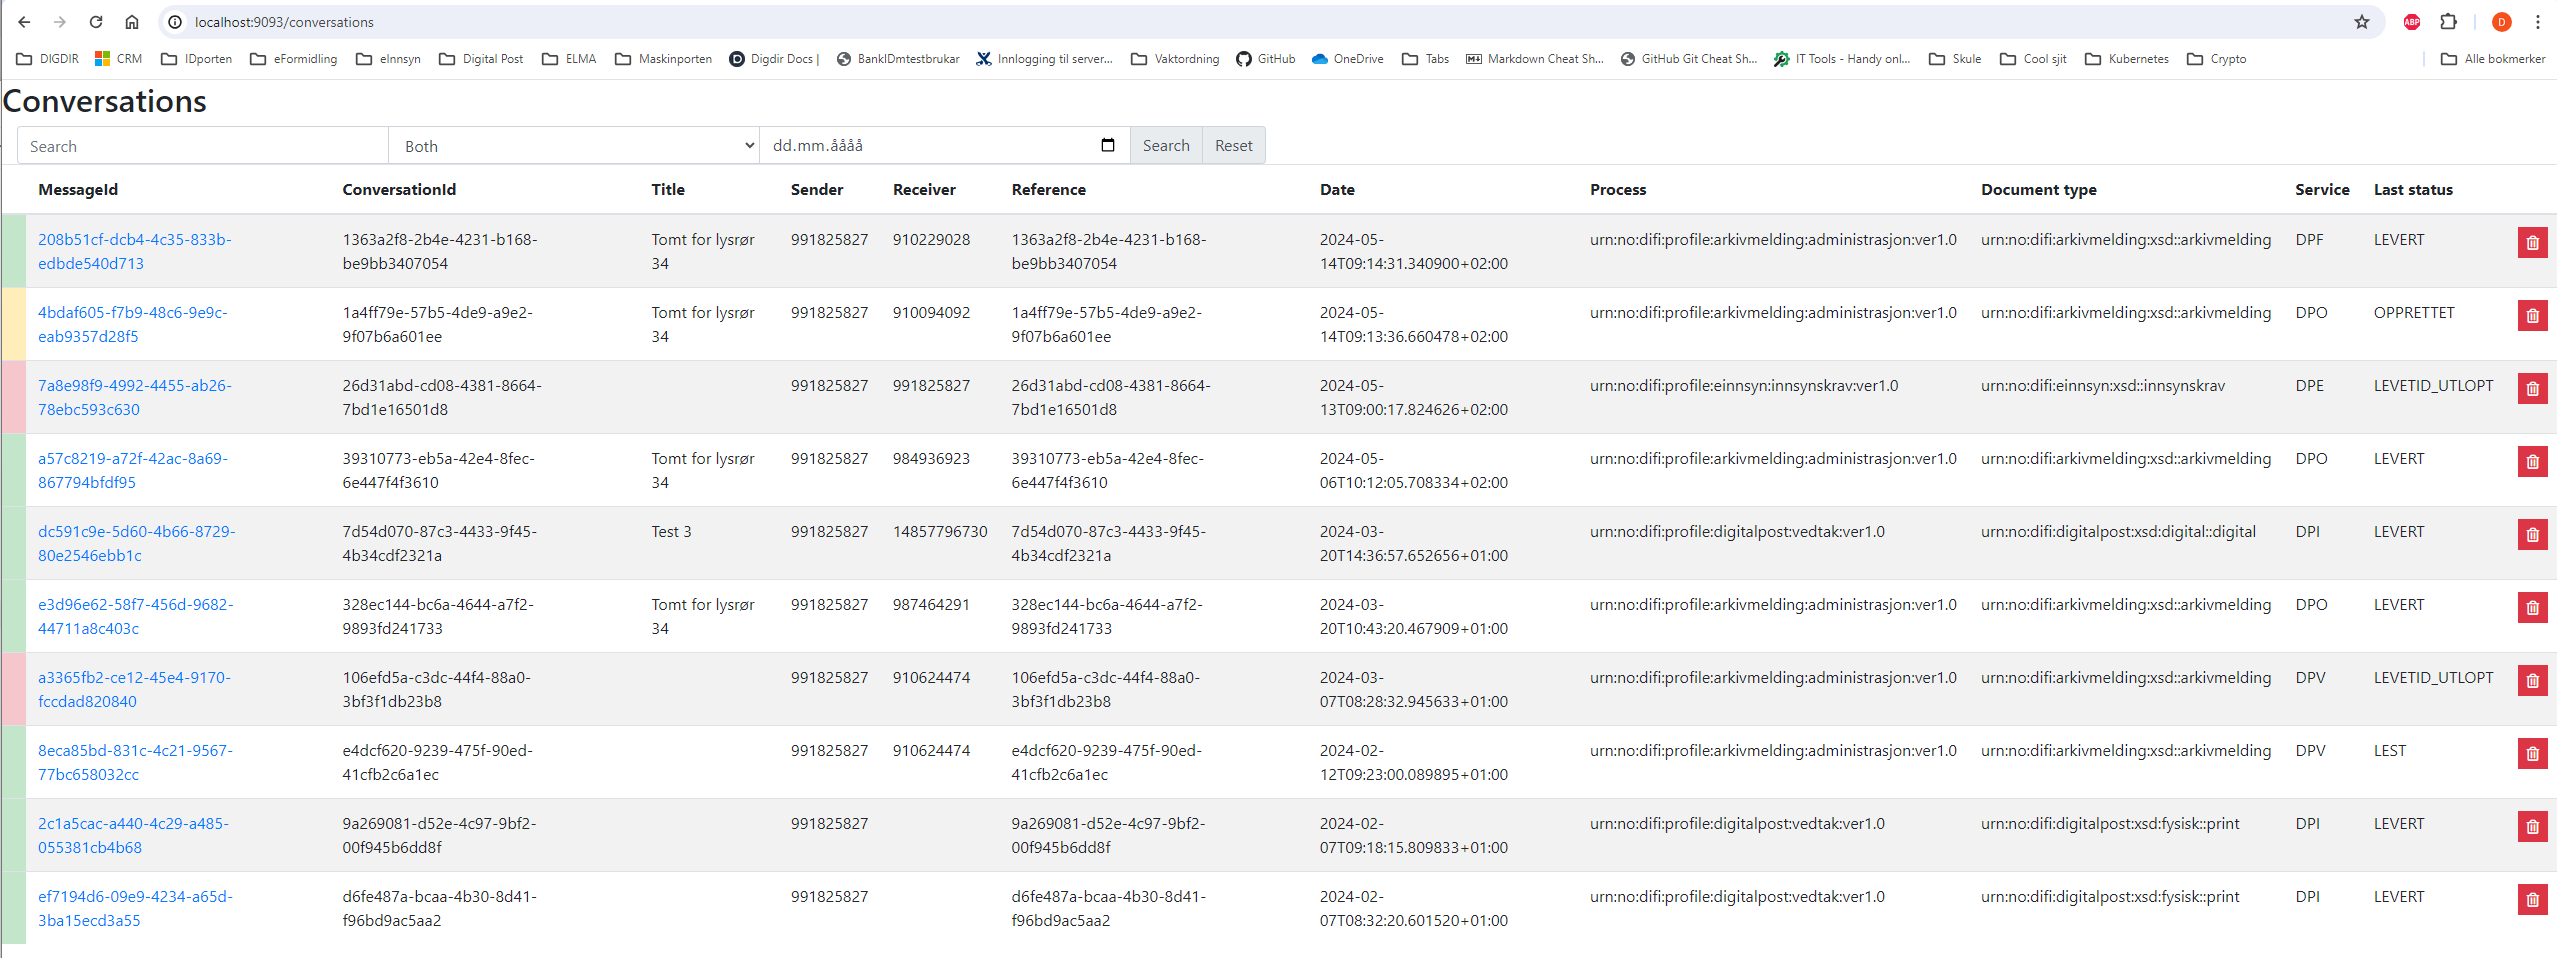 localhost:9093/conversations
ABP
D
DIGDIR CRM IDporten eFormidling eInnsyn Digital Post ELMA Maskinporten Digdir Docs | BankIDmtestbrukar Innlogging til server... Vaktordning GitHub OneDrive Tabs Markdown Cheat Sh... GitHub Git Cheat Sh... IT Tools - Handy onl... Skule Cool sjit Kubernetes Crypto Alle bokmerker
Conversations
Search Both dd.mm.åååå Search Reset
MessageId ConversationId Title Sender Receiver Reference Date Process Document type Service Last status
208b51cf-dcb4-4c35-833b- 1363a2f8-2b4e-4231-b168- Tomt for lysrør 991825827 910229028 1363a2f8-2b4e-4231-b168- 2024-05- urn:no:difi:profile:arkivmelding:administrasjon:ver1.0 urn:no:difi:arkivmelding:xsd::arkivmelding DPF LEVERT
edbde540d713 be9bb3407054 34 be9bb3407054 14T09:14:31.340900+02:00
4bdaf605-f7b9-48c6-9e9c- 1a4ff79e-57b5-4de9-a9e2- Tomt for lysrør 991825827 910094092 1a4ff79e-57b5-4de9-a9e2- 2024-05- urn:no:difi:profile:arkivmelding:administrasjon:ver1.0 urn:no:difi:arkivmelding:xsd::arkivmelding DPO OPPRETTET
eab9357d28f5 9f07b6a601ee 34 9f07b6a601ee 14T09:13:36.660478+02:00
7a8e98f9-4992-4455-ab26- 26d31abd-cd08-4381-8664- 991825827 991825827 26d31abd-cd08-4381-8664- 2024-05- urn:no:difi:profile:einnsyn:innsynskrav:ver1.0 urn:no:difi:einnsyn:xsd::innsynskrav DPE LEVETID_UTLOPT
78ebc593c630 7bd1e16501d8 7bd1e16501d8 13T09:00:17.824626+02:00
a57c8219-a72f-42ac-8a69- 39310773-eb5a-42e4-8fec- Tomt for lysrør 991825827 984936923 39310773-eb5a-42e4-8fec- 2024-05- urn:no:difi:profile:arkivmelding:administrasjon:ver1.0 urn:no:difi:arkivmelding:xsd::arkivmelding DPO LEVERT
867794bfdf95 6e447f4f3610 34 6e447f4f3610 06T10:12:05.708334+02:00
dc591c9e-5d60-4b66-8729- 7d54d070-87c3-4433-9f45- Test 3 991825827 14857796730 7d54d070-87c3-4433-9f45- 2024-03- urn:no:difi:profile:digitalpost:vedtak:ver1.0 urn:no:difi:digitalpost:xsd:digital::digital DPI LEVERT
80e2546ebb1c 4b34cdf2321a 4b34cdf2321a 20T14:36:57.652656+01:00
e3d96e62-58f7-456d-9682- 328ec144-bc6a-4644-a7f2- Tomt for lysrør 991825827 987464291 328ec144-bc6a-4644-a7f2- 2024-03- urn:no:difi:profile:arkivmelding:administrasjon:ver1.0 urn:no:difi:arkivmelding:xsd::arkivmelding DPO LEVERT
44711a8c403c 9893fd241733 34 9893fd241733 20T10:43:20.467909+01:00
a3365fb2-ce12-45e4-9170- 106efd5a-c3dc-44f4-88a0- 991825827 910624474 106efd5a-c3dc-44f4-88a0- 2024-03- urn:no:difi:profile:arkivmelding:administrasjon:ver1.0 urn:no:difi:arkivmelding:xsd::arkivmelding DPV LEVETID_UTLOPT
fccdad820840 3bf3f1db23b8 3bf3f1db23b8 07T08:28:32.945633+01:00
8eca85bd-831c-4c21-9567- e4dcf620-9239-475f-90ed- 991825827 910624474 e4dcf620-9239-475f-90ed- 2024-02- urn:no:difi:profile:arkivmelding:administrasjon:ver1.0 urn:no:difi:arkivmelding:xsd::arkivmelding DPV LEST
77bc658032cc 41cfb2c6a1ec 41cfb2c6a1ec 12T09:23:00.089895+01:00
2c1a5cac-a440-4c29-a485- 9a269081-d52e-4c97-9bf2- 991825827 9a269081-d52e-4c97-9bf2- 2024-02- urn:no:difi:profile:digitalpost:vedtak:ver1.0 urn:no:difi:digitalpost:xsd:fysisk::print DPI LEVERT
055381cb4b68 00f945b6dd8f 00f945b6dd8f 07T09:18:15.809833+01:00
ef7194d6-09e9-4234-a65d- d6fe487a-bcaa-4b30-8d41- 991825827 d6fe487a-bcaa-4b30-8d41- 2024-02- urn:no:difi:profile:digitalpost:vedtak:ver1.0 urn:no:difi:digitalpost:xsd:fysisk::print DPI LEVERT
3ba15ecd3a55 f96bd9ac5aa2 f96bd9ac5aa2 07T08:32:20.601520+01:00